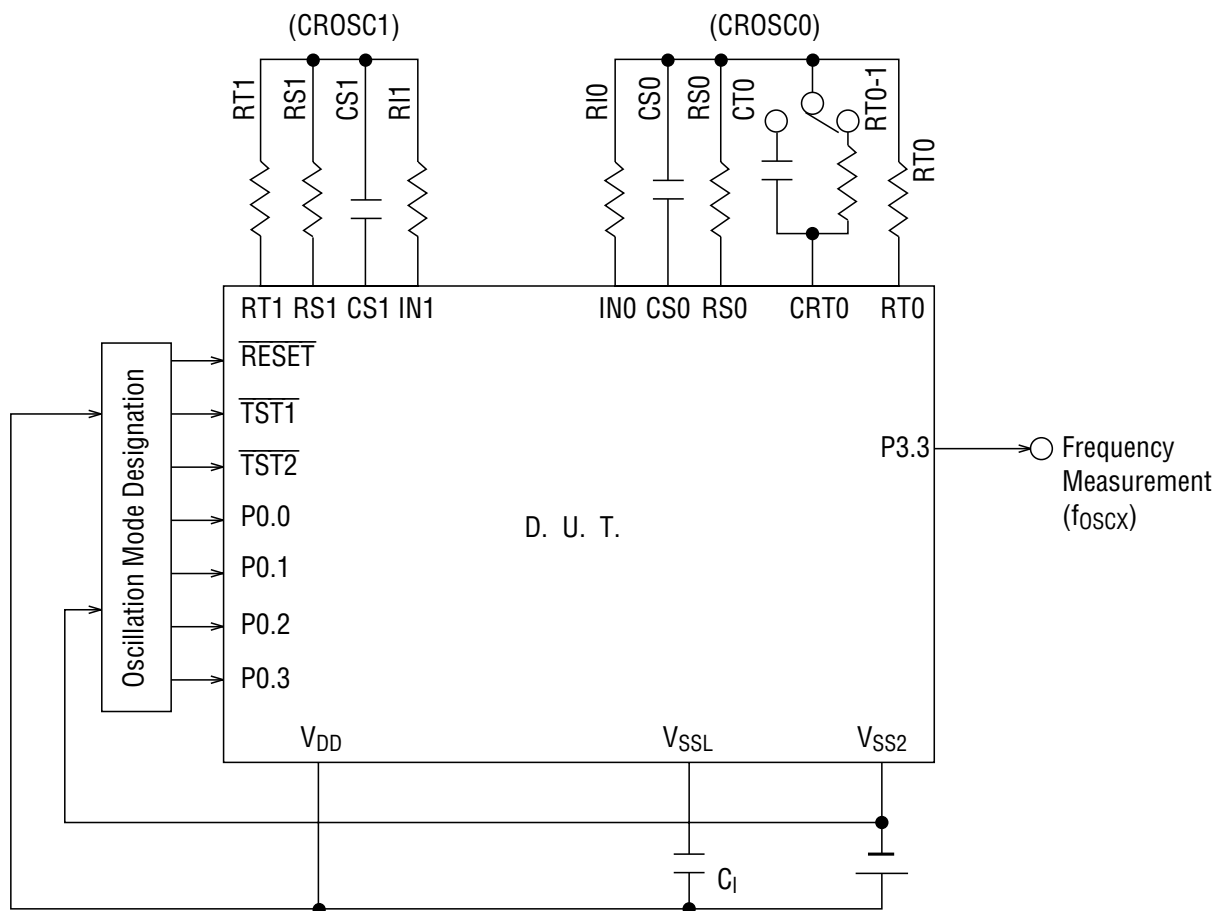 (CROSC1)
(CROSC0)
RT1
RS1
CS1
RI1
RI0
CS0
RS0
CT0
RT0-1
RT0
RT1 RS1 CS1 IN1
IN0 CS0 RS0 CRT0 RT0
Oscillation Mode Designation
RESET
TST1
TST2
P0.0
P0.1
P0.2
P0.3
D. U. T.
P3.3
Frequency
Measurement
(fOSCX)
VDD
VSSL
VSS2
CI